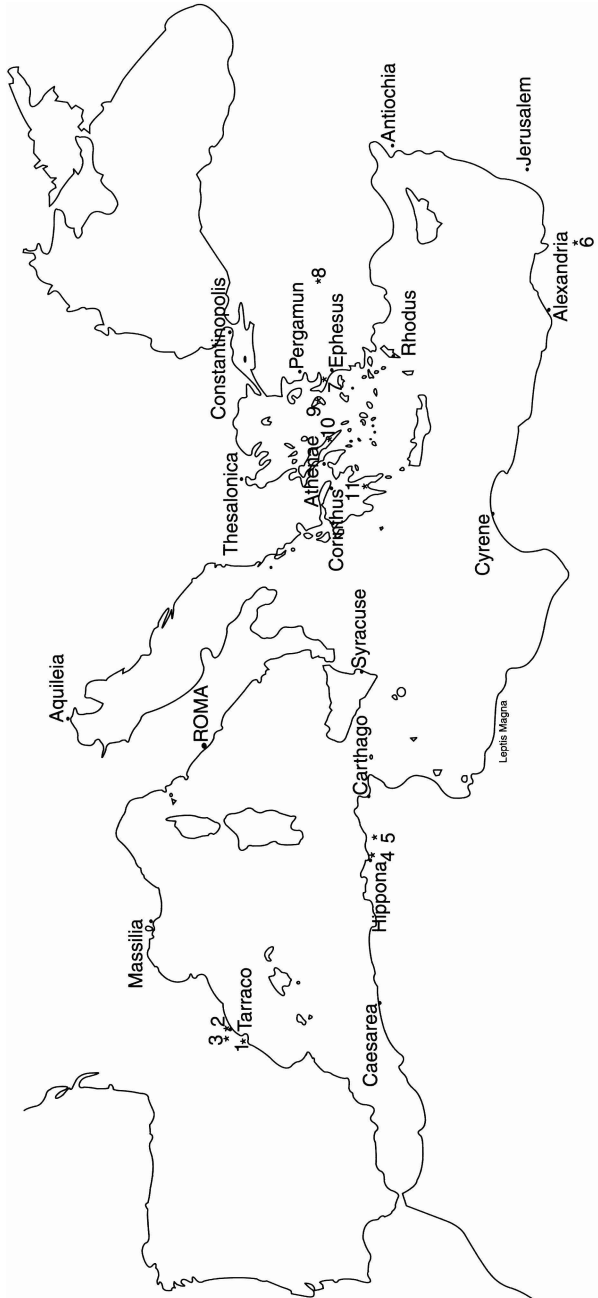 Aquileia
Massilia
ROMA
Thesalonica
Constantinopolis
3 2
1
Tarraco
Pergamun
8
Athenae
9
10
7
Ephesus
Corinthus
11
Rhodus
Antiochia
Syracuse
Carthago
Hippona
4 5
Caesarea
Cyrene
Leptis Magna
Jerusalem
Alexandria
6